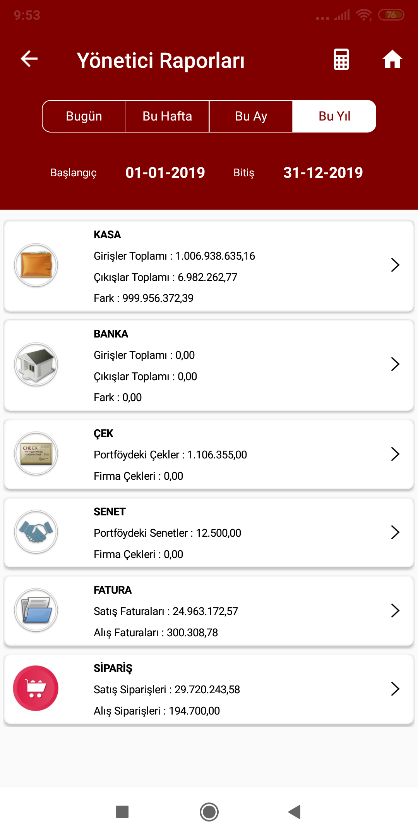 9:53
76
Yönetici Raporları
Bugün
Bu Hafta
Bu Ay
Bu Yıl
Başlangıç 01-01-2019 Bitiş 31-12-2019
KASA
Girişler Toplamı : 1.006.938.635,16
Çıkışlar Toplamı : 6.982.262,77
Fark : 999.956.372,39
BANKA
Girişler Toplamı : 0,00
Çıkışlar Toplamı : 0,00
Fark : 0,00
ÇEK
Portföydeki Çekler : 1.106.355,00
Firma Çekleri : 0,00
SENET
Portföydeki Senetler : 12.500,00
Firma Çekleri : 0,00
FATURA
Satış Faturaları : 24.963.172,57
Alış Faturaları : 300.308,78
SİPARİŞ
Satış Siparişleri : 29.720.243,58
Alış Siparişleri : 194.700,00